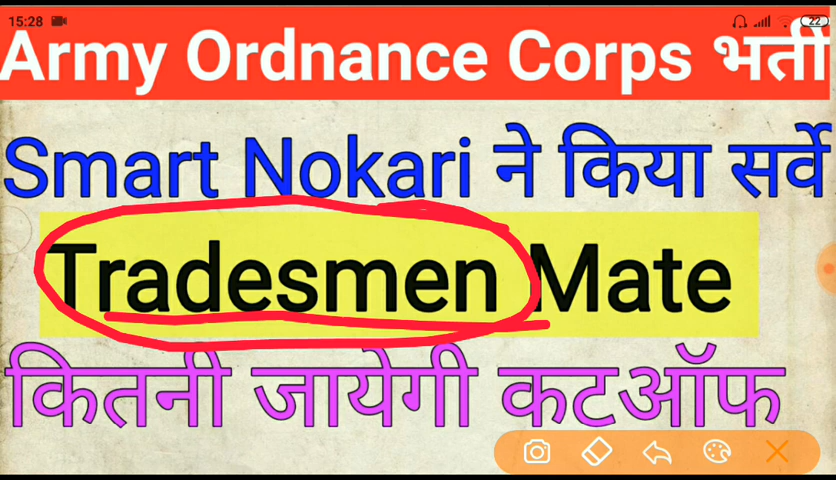 15:28
22
Army Ordnance Corps भर्ती
Smart Nokari ने किया सर्वे
Tradesmen Mate
कितनी जायेगी कटऑफ